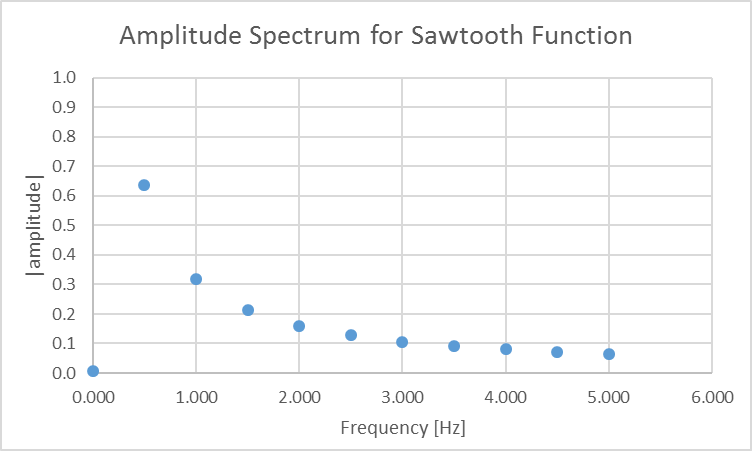 Amplitude Spectrum for Sawtooth Function
1.0
0.9
0.8
0.7
0.6
0.5
0.4
0.3
0.2
0.1
0.0
|amplitude|
0.000 1.000 2.000 3.000 4.000 5.000 6.000
Frequency [Hz]